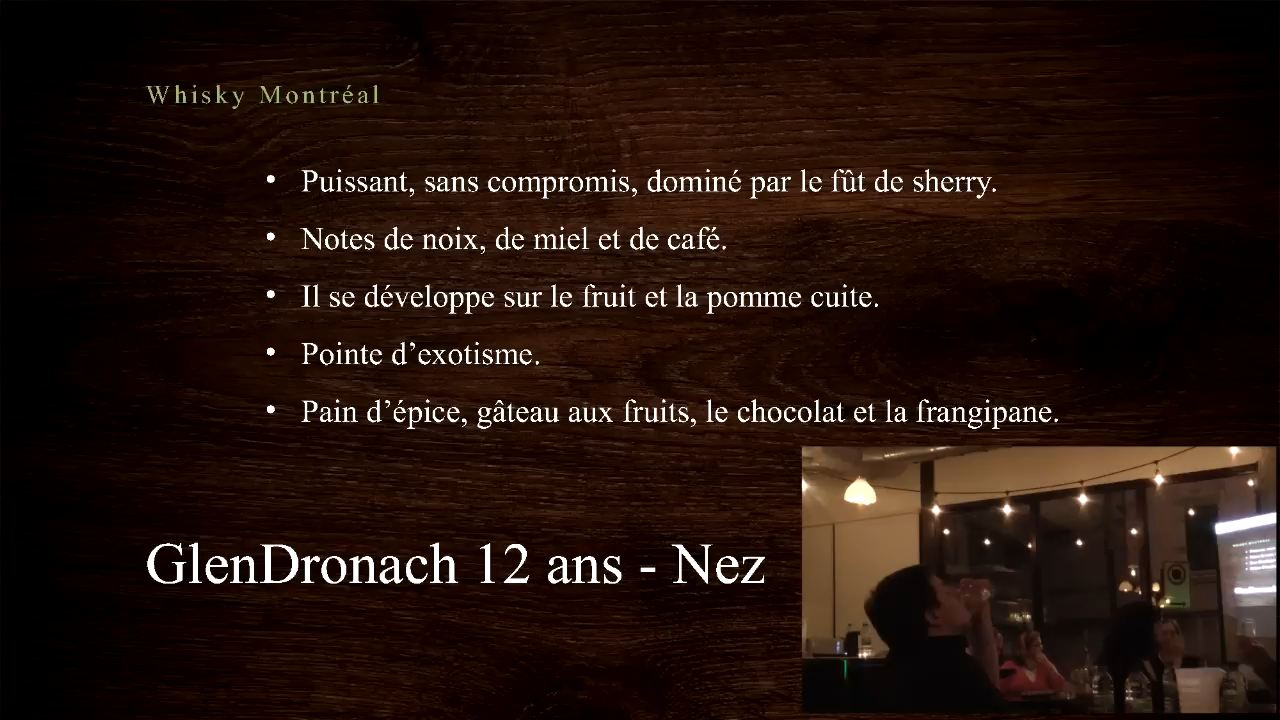 Whisky Montréal
• Puissant, sans compromis, dominé par le fût de sherry.
• Notes de noix, de miel et de café.
• Il se développe sur le fruit et la pomme cuite.
• Pointe d’exotisme.
• Pain d’épice, gâteau aux fruits, le chocolat et la frangipane.
GlenDronach 12 ans - Nez